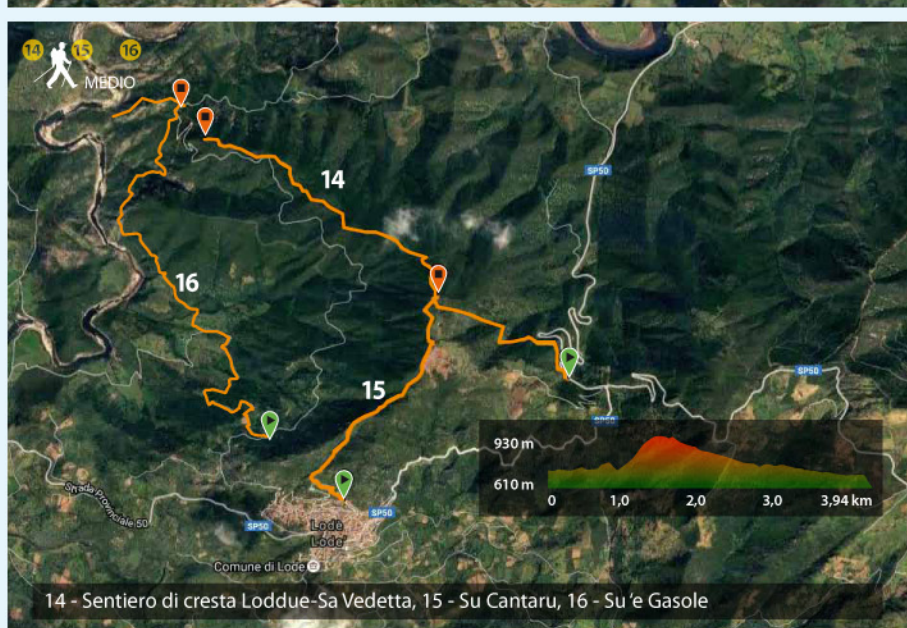 14 15 16
MEDIO
SP50
14
16
15
SP50
SP50
930 m
610 m
0 1,0 2,0 3,0 3,94 km
Strada Provinciale 50
SP50
Lodè
Lode'
Comune di Lodè
14 - Sentiero di cresta Loddue-Sa Vedetta, 15 - Su Cantaru, 16 - Su 'e Gasole